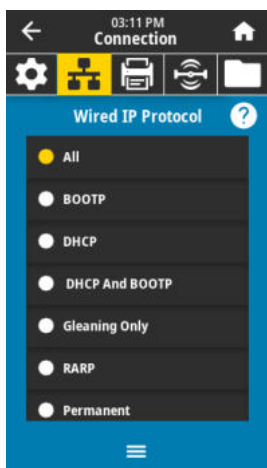 03:11 PM
Connection
Wired IP Protocol
?
All
BOOTP
DHCP
DHCP And BOOTP
Gleaning Only
RARP
Permanent